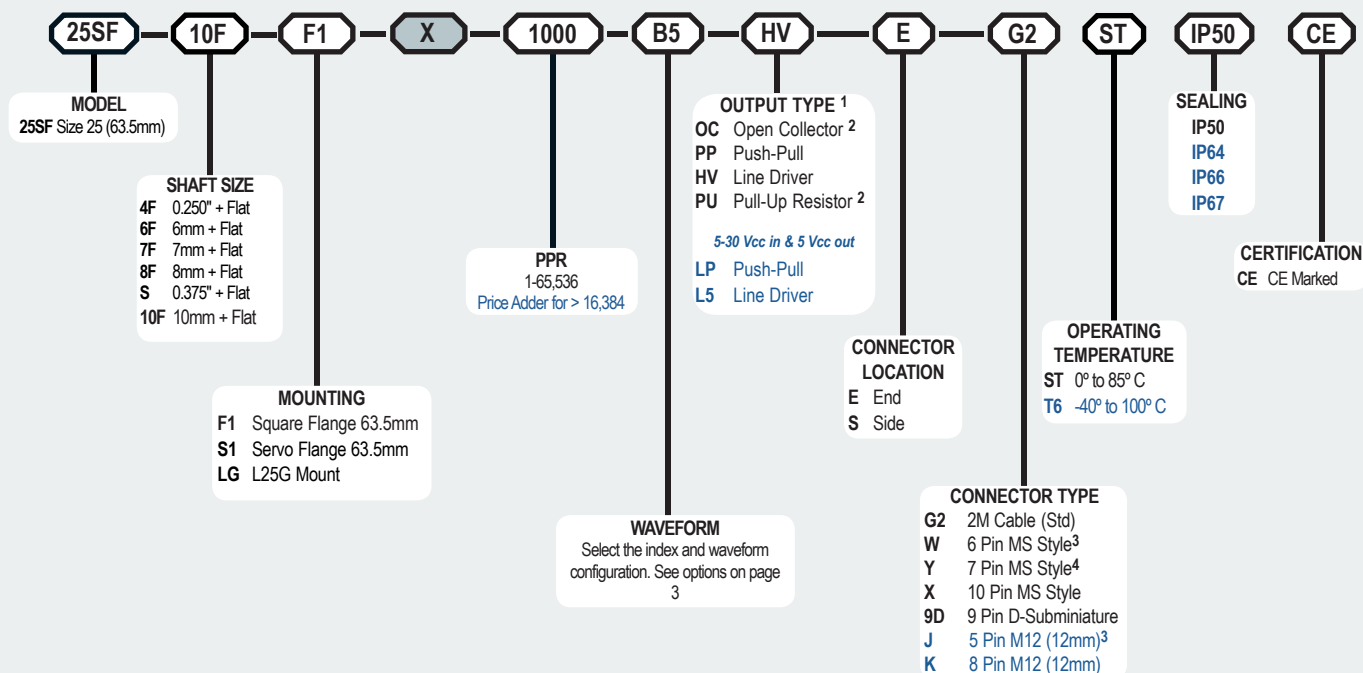 25SF 10F F1 X 1000 B5 HV E G2 ST IP50 CE
MODEL
25SF Size 25 (63.5mm)
SHAFT SIZE
4F 0.250" + Flat
6F 6mm + Flat
7F 7mm + Flat
8F 8mm + Flat
S 0.375" + Flat
10F 10mm + Flat
MOUNTING
F1 Square Flange 63.5mm
S1 Servo Flange 63.5mm
LG L25G Mount
PPR
1-65,536
Price Adder for > 16,384
WAVEFORM
Select the index and waveform
configuration. See options on page
3
OUTPUT TYPE 1
OC Open Collector 2
PP Push-Pull
HV Line Driver
PU Pull-Up Resistor 2
5-30 Vcc in & 5 Vcc out
LP Push-Pull
L5 Line Driver
CONNECTOR
LOCATION
E End
S Side
CONNECTOR TYPE
G2 2M Cable (Std)
W 6 Pin MS Style3
Y 7 Pin MS Style4
X 10 Pin MS Style
9D 9 Pin D-Subminiature
J 5 Pin M12 (12mm)3
K 8 Pin M12 (12mm)
OPERATING
TEMPERATURE
ST 0º to 85º C
T6 -40º to 100º C
SEALING
IP50
IP64
IP66
IP67
CERTIFICATION
CE CE Marked